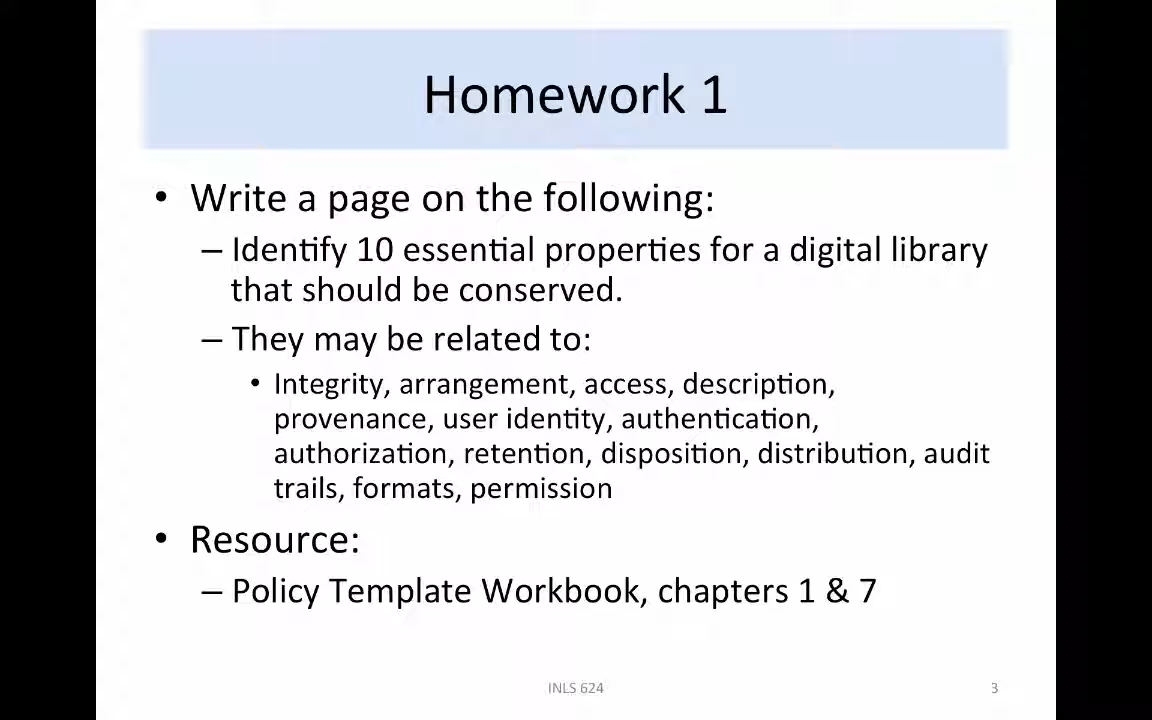 Homework 1
• Write a page on the following:
– Identify 10 essential properties for a digital library
that should be conserved.
– They may be related to:
• Integrity, arrangement, access, description,
provenance, user identity, authentication,
authorization, retention, disposition, distribution, audit
trails, formats, permission
• Resource:
– Policy Template Workbook, chapters 1 & 7
INLS 624
3